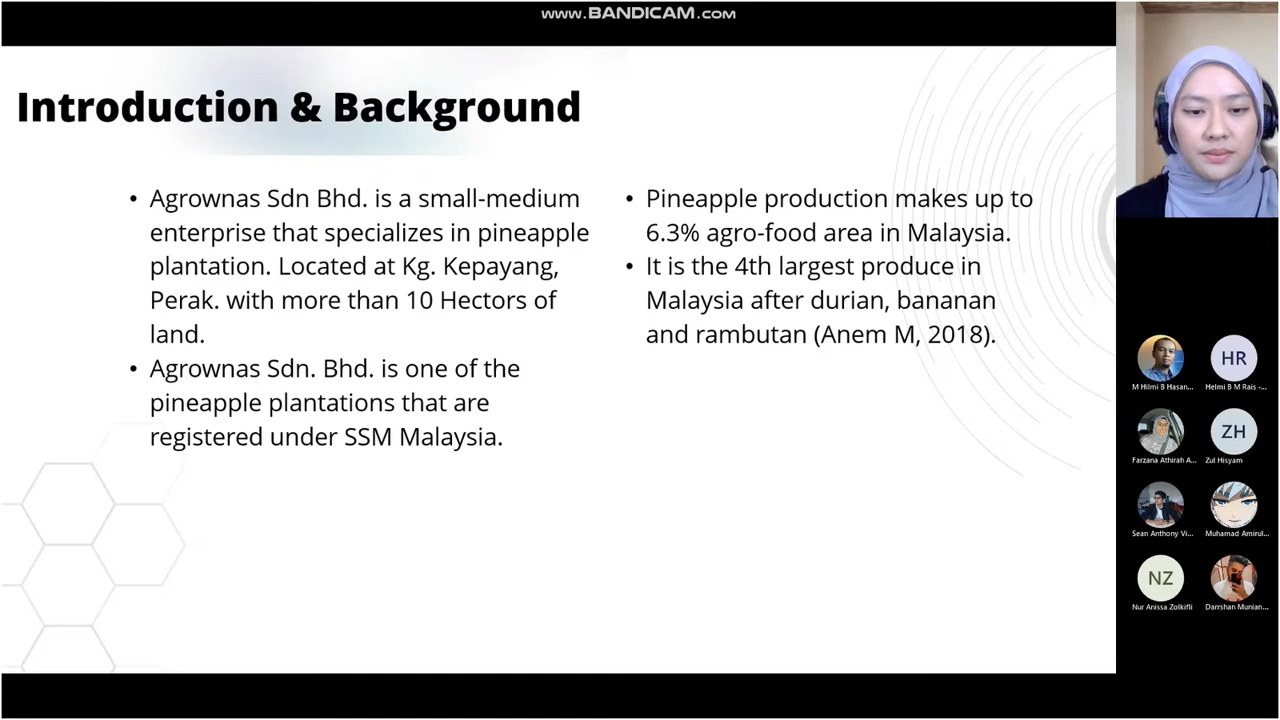 www.BANDICAM.com
Introduction & Background
• Agrownas Sdn Bhd. is a small-medium
enterprise that specializes in pineapple
plantation. Located at Kg. Kepayang,
Perak. with more than 10 Hectors of
land.
• Agrownas Sdn. Bhd. is one of the
pineapple plantations that are
registered under SSM Malaysia.
• Pineapple production makes up to
6.3% agro-food area in Malaysia.
• It is the 4th largest produce in
Malaysia after durian, bananan
and rambutan (Anem M, 2018).
HR
M Hilmi B Hasan...
Helmi B M Rais -...
ZH
Farzana Athirah A...
Zul Hisyam
Sean Anthony Vi...
Muhamad Amirul...
NZ
Nur Anissa Zolkifli
Darrshan Munian...